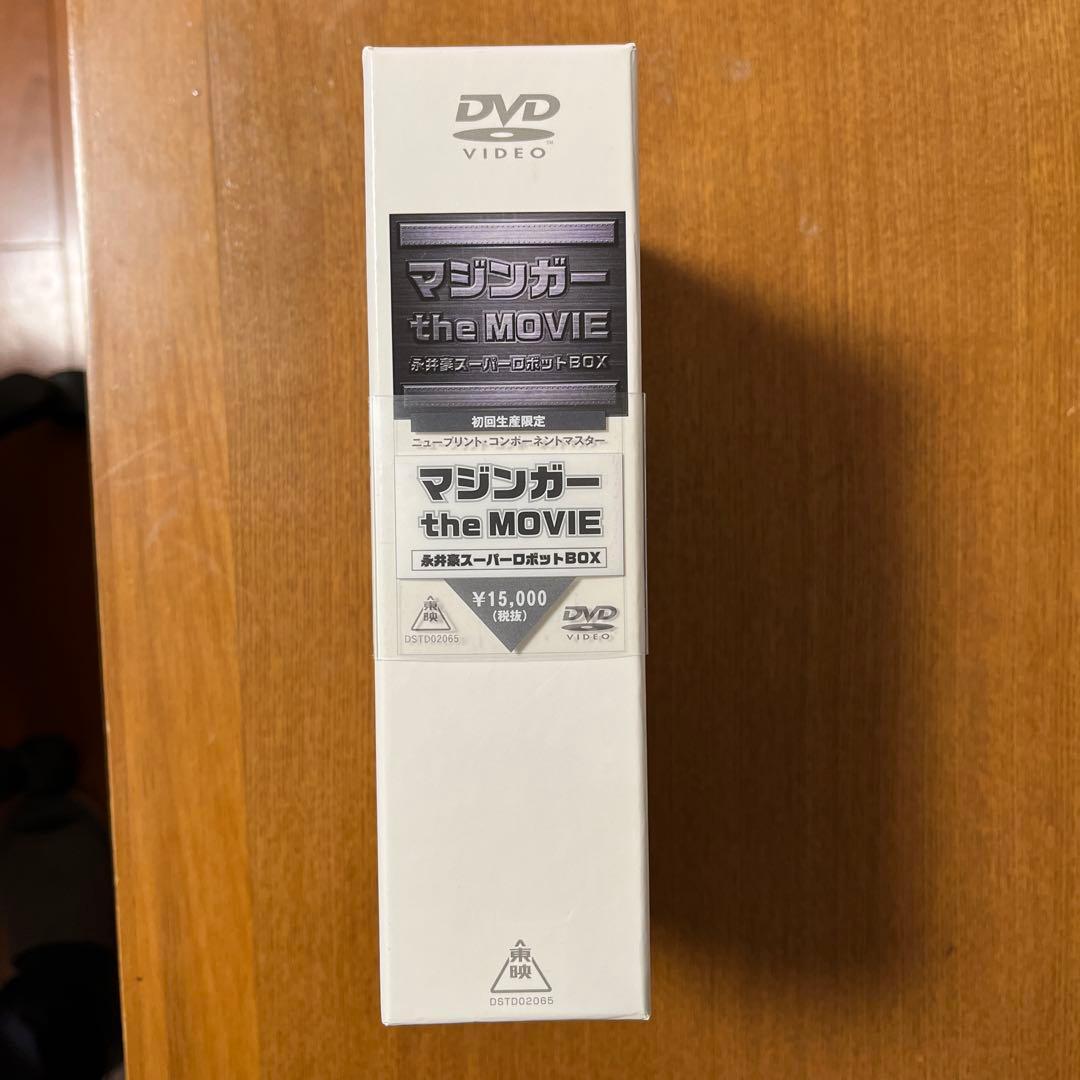 DVD
VIDEO
TM
マジンガー
the MOVIE
永井豪スーパーロボットBOX
初回生産限定
ニュープリント・コンポーネントマスター
マジンガー
the MOVIE
永井豪スーパーロボットBOX
¥15,000
(税抜)
東映
DSTD02065
DVD
VIDEO
東映
DSTD02065